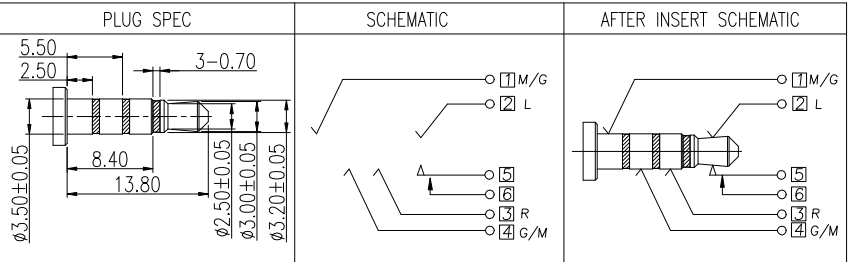 PLUG SPEC
SCHEMATIC
AFTER INSERT SCHEMATIC
5.50
2.50
3-0.70
8.40
13.80
ø3.50±0.05
ø2.50±0.05
ø3.00±0.05
ø3.20±0.05
1 M/G
2 L
5
6
3 R
4 G/M
1 M/G
2 L
5
6
3 R
4 G/M